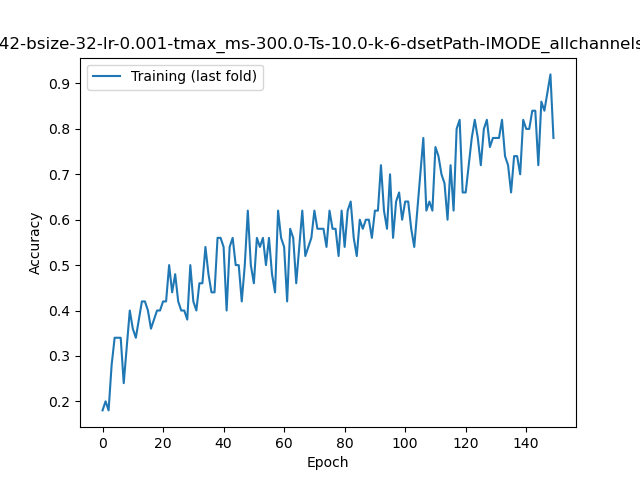 42-bsize-32-lr-0.001-tmax_ms-300.0-Ts-10.0-k-6-dsetPath-IMODE_allchannels
Training (last fold)
0.9
0.8
0.7
0.6
0.5
0.4
0.3
0.2
Accuracy
0 20 40 60 80 100 120 140
Epoch